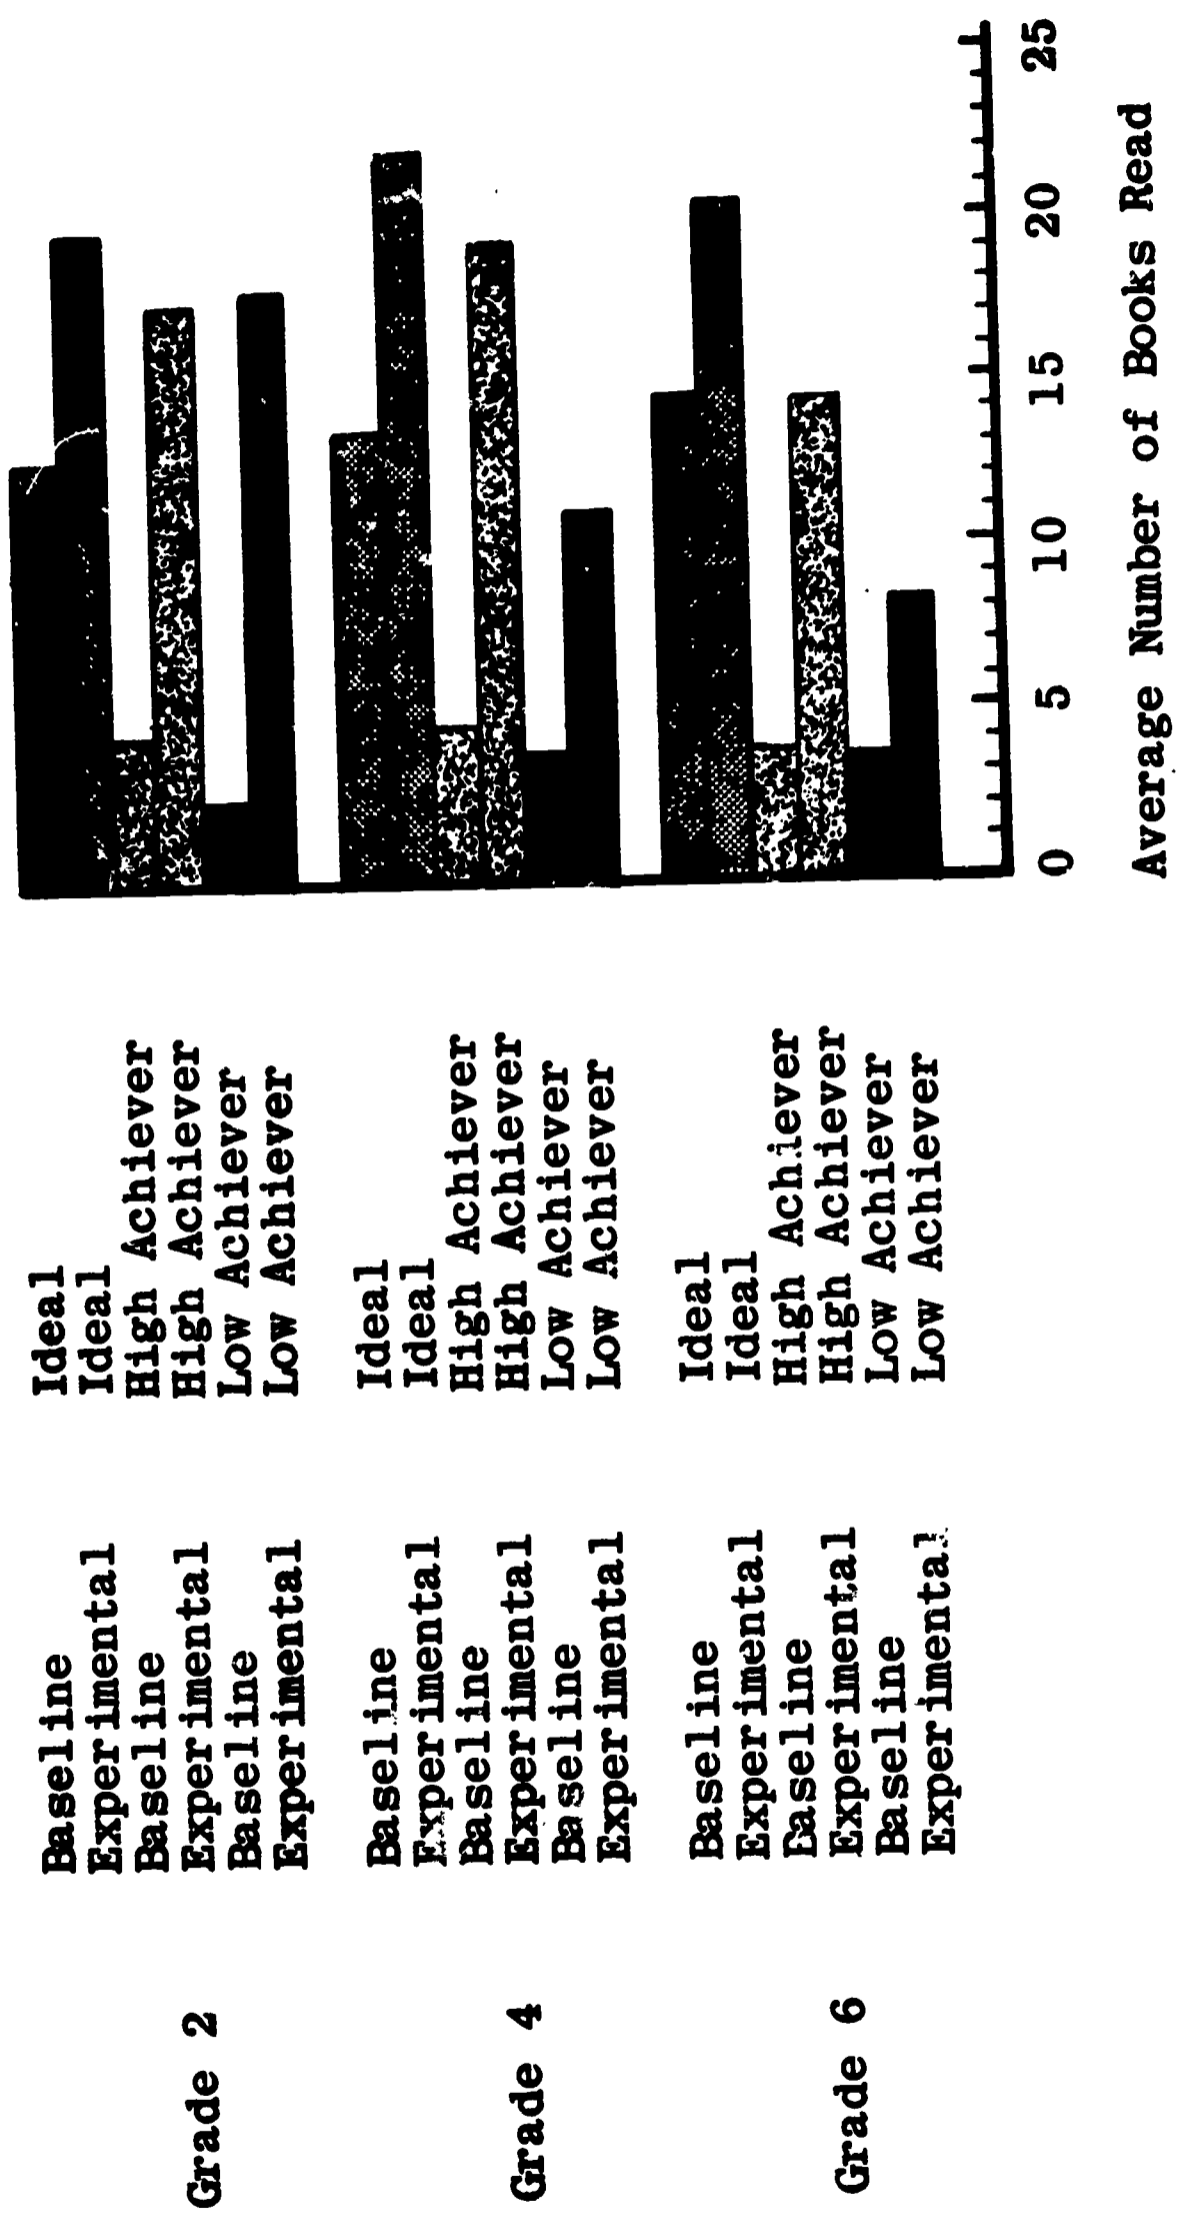 Grade 2
Baseline Ideal
Experimental Ideal
Baseline High Achiever
Experimental High Achiever
Baseline Low Achiever
Experimental Low Achiever
Grade 4
Baseline Ideal
Experimental Ideal
Baseline High Achiever
Experimental High Achiever
Baseline Low Achiever
Experimental Low Achiever
Grade 6
Baseline Ideal
Experimental Ideal
Baseline High Achiever
Experimental High Achiever
Baseline Low Achiever
Experimental Low Achiever
0 5 10 15 20 25
Average Number of Books Read